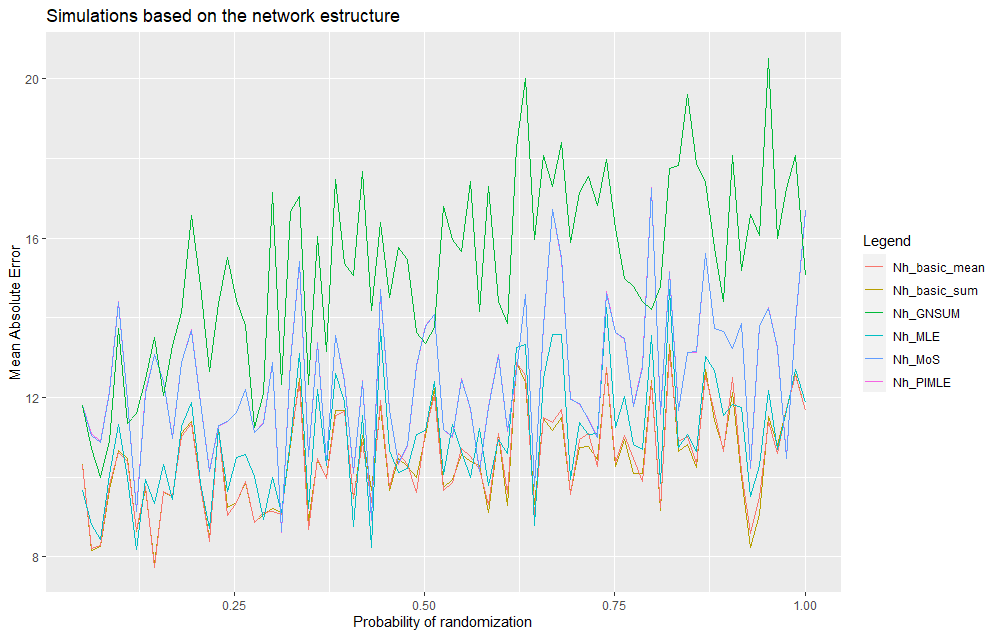 Simulations based on the network estructure
Mean Absolute Error
20
16
12
8
0.25
0.50
0.75
1.00
Probability of randomization
Legend
Nh_basic_mean
Nh_basic_sum
Nh_GNSUM
Nh_MLE
Nh_MoS
Nh_PIMLE